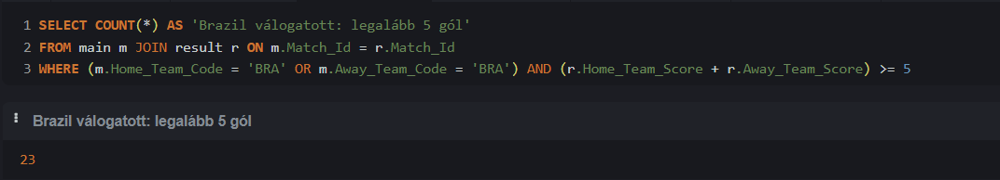 1 SELECT COUNT(*) AS 'Brazil válogatott: legalább 5 gól'
2 FROM main m JOIN result r ON m.Match_Id = r.Match_Id
3 WHERE (m.Home_Team_Code = 'BRA' OR m.Away_Team_Code = 'BRA') AND (r.Home_Team_Score + r.Away_Team_Score) >= 5
Brazil válogatott: legalább 5 gól
23